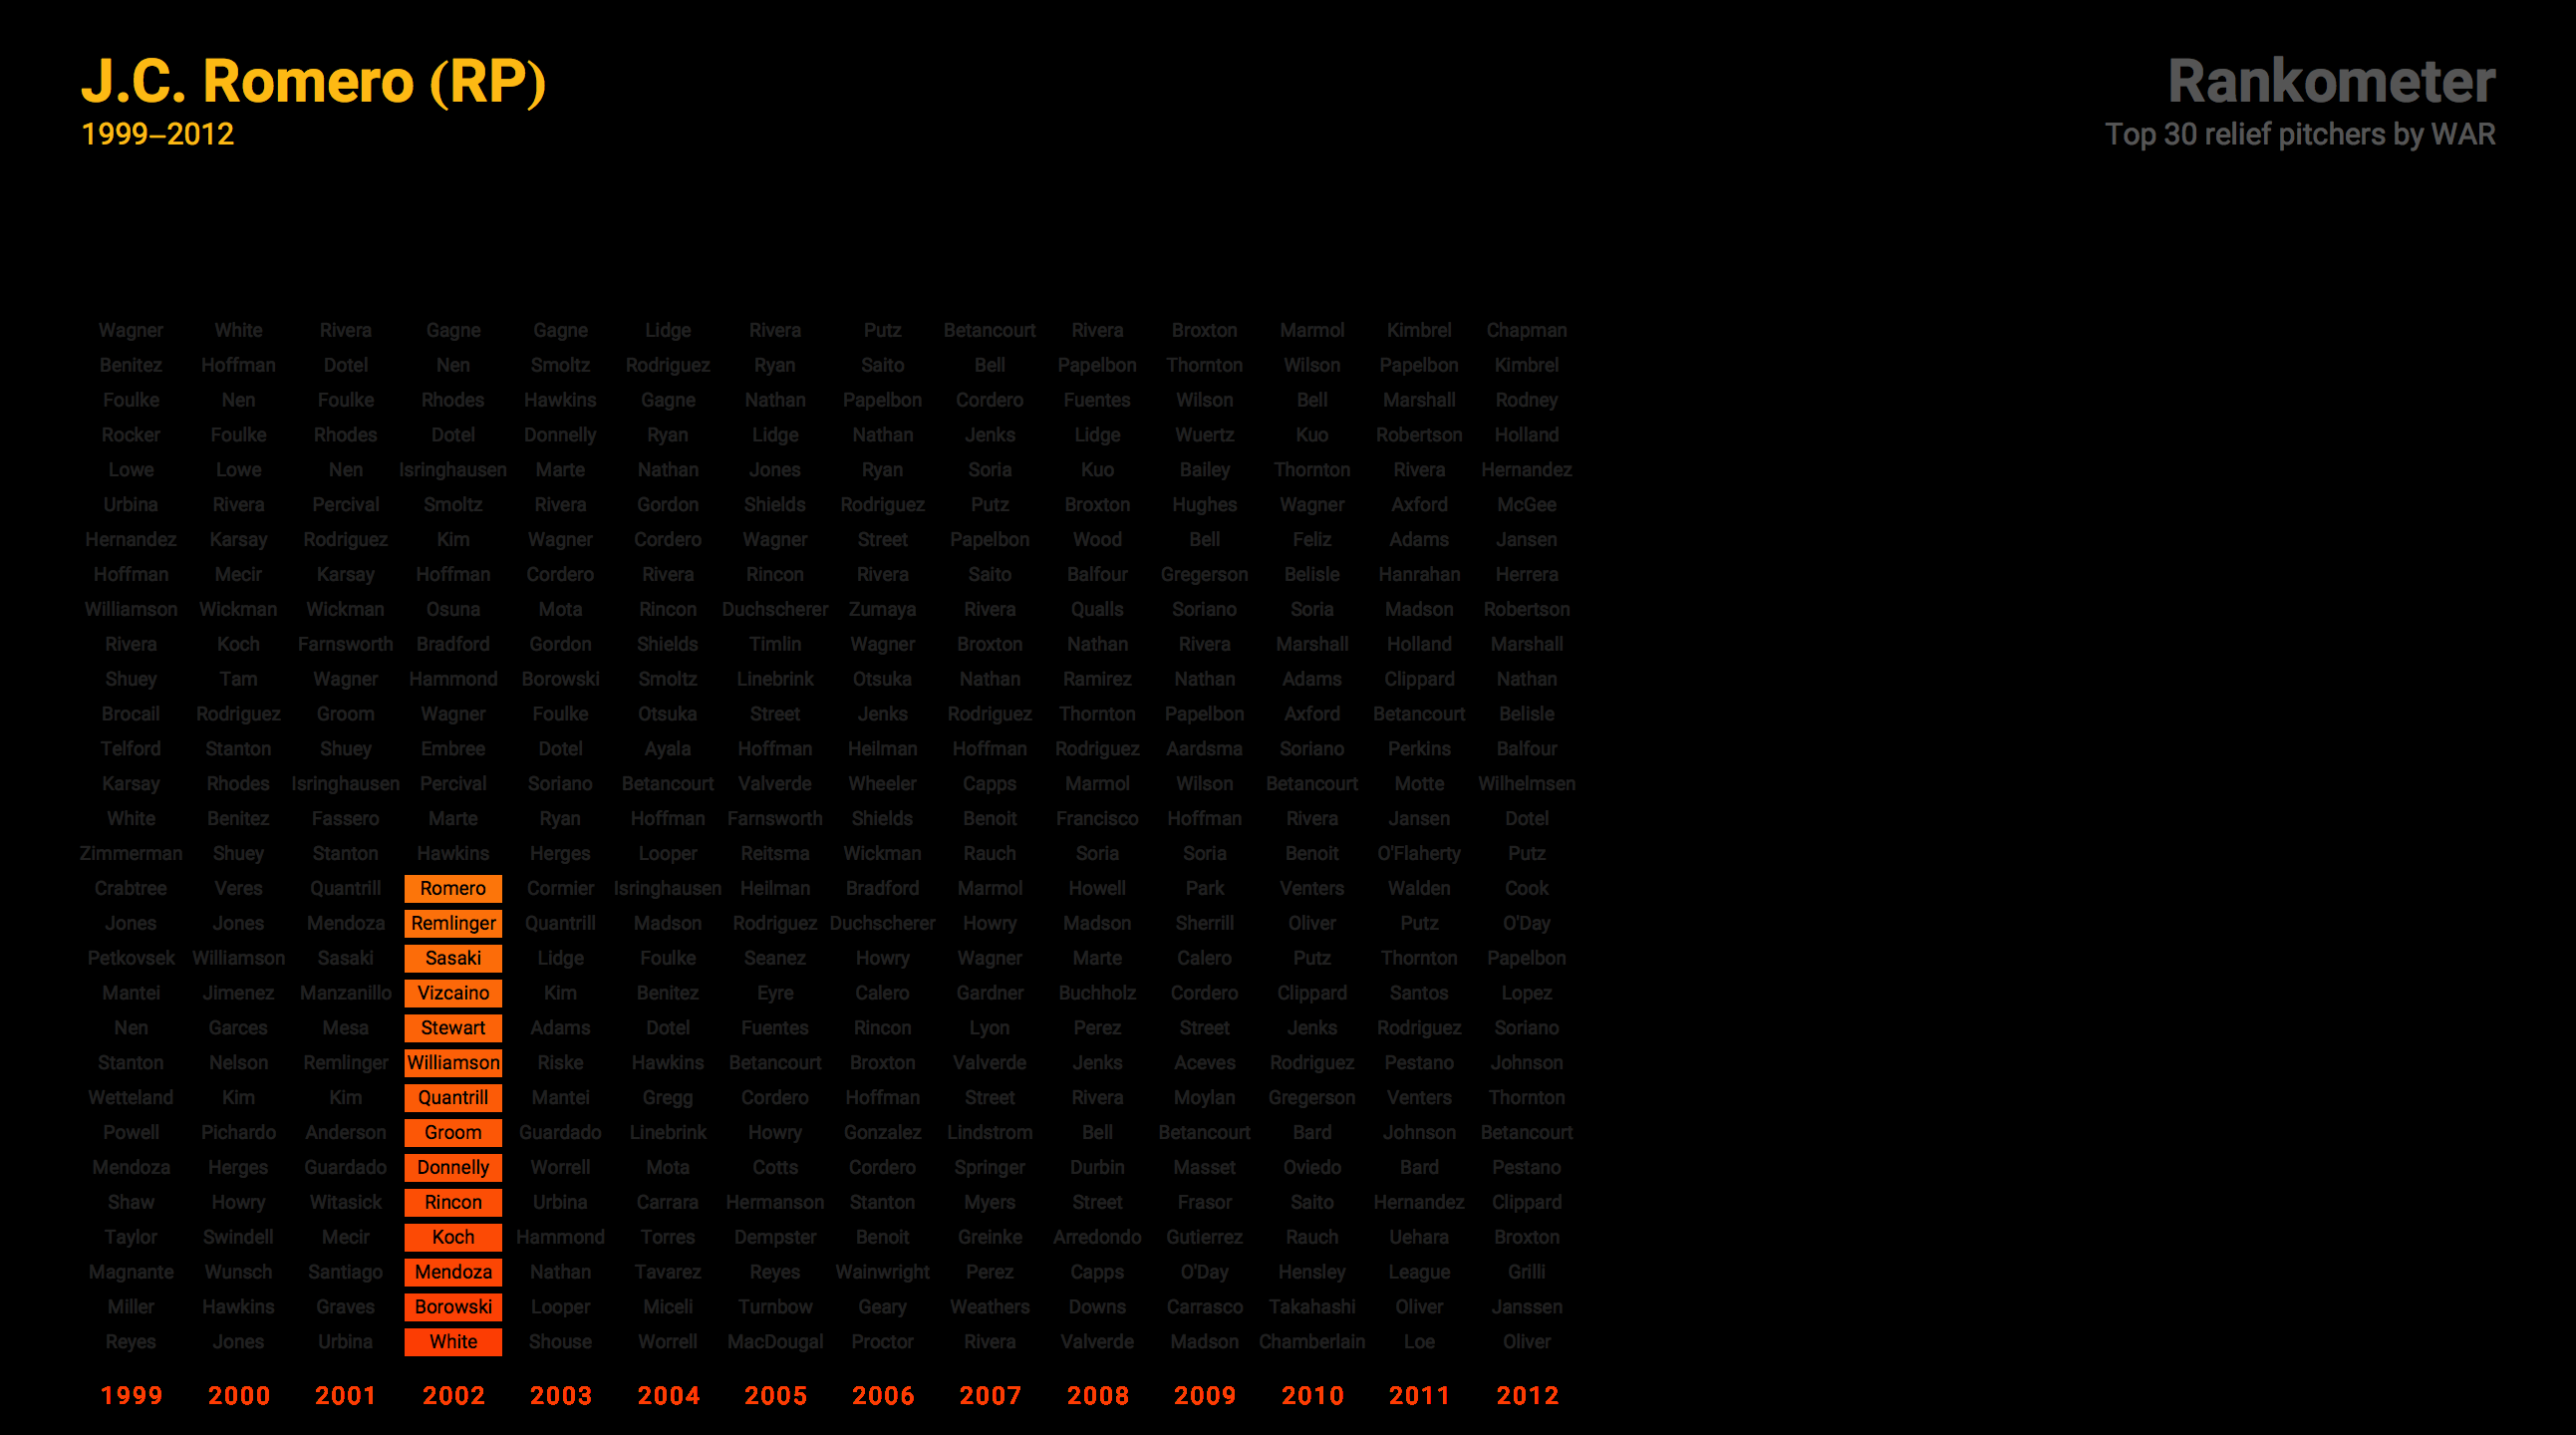 J.C. Romero (RP)
1999–2012
Rankometer
Top 30 relief pitchers by WAR
Wagner White Rivera Gagne Gagne Lidge Rivera Putz Betancourt Rivera Broxton Marmol Kimbrel Chapman
Benitez Hoffman Dotel Nen Smoltz Rodriguez Ryan Saito Bell Papelbon Thornton Wilson Papelbon Kimbrel
Foulke Nen Foulke Rhodes Hawkins Gagne Nathan Papelbon Cordero Fuentes Wilson Bell Marshall Rodney
Rocker Foulke Rhodes Dotel Donnelly Ryan Lidge Nathan Jenks Lidge Wuertz Kuo Robertson Holland
Lowe Lowe Nen Isringhausen Marte Nathan Jones Ryan Soria Kuo Bailey Thornton Rivera Hernandez
Urbina Rivera Percival Smoltz Rivera Gordon Shields Rodriguez Putz Broxton Hughes Wagner Axford McGee
Hernandez Karsay Rodriguez Kim Wagner Cordero Wagner Street Papelbon Wood Bell Feliz Adams Jansen
Hoffman Mecir Karsay Hoffman Cordero Rivera Rincon Rivera Saito Balfour Gregerson Belisle Hanrahan Herrera
Williamson Wickman Wickman Osuna Mota Rincon Duchscherer Zumaya Rivera Qualls Soriano Soria Madson Robertson
Rivera Koch Farnsworth Bradford Gordon Shields Timlin Wagner Broxton Nathan Rivera Marshall Holland Marshall
Shuey Tam Wagner Hammond Borowski Smoltz Linebrink Otsuka Nathan Ramirez Nathan Adams Clippard Nathan
Brocail Rodriguez Groom Wagner Foulke Otsuka Street Jenks Rodriguez Thornton Papelbon Axford Betancourt Belisle
Telford Stanton Shuey Embree Dotel Ayala Hoffman Heilman Hoffman Rodriguez Aardsma Soriano Perkins Balfour
Karsay Rhodes Isringhausen Percival Soriano Betancourt Valverde Wheeler Capps Marmol Wilson Betancourt Motte Wilhelmsen
White Benitez Fassero Marte Ryan Hoffman Farnsworth Shields Benoit Francisco Hoffman Rivera Jansen Dotel
Zimmerman Shuey Stanton Hawkins Herges Looper Reitsma Wickman Rauch Soria Soria Benoit O'Flaherty Putz
Crabtree Veres Quantrill Romero Cormier Isringhausen Heilman Bradford Marmol Howell Park Venters Walden Cook
Jones Jones Mendoza Remlinger Quantrill Madson Rodriguez Duchscherer Howry Madson Sherrill Oliver Putz O'Day
Petkovsek Williamson Sasaki Sasaki Lidge Foulke Seanez Howry Wagner Marte Calero Putz Thornton Papelbon
Mantei Jimenez Manzanillo Vizcaino Kim Benitez Eyre Calero Gardner Buchholz Cordero Clippard Santos Lopez
Nen Garces Mesa Stewart Adams Dotel Fuentes Rincon Lyon Perez Street Jenks Rodriguez Soriano
Stanton Nelson Remlinger Williamson Riske Hawkins Betancourt Broxton Valverde Jenks Aceves Rodriguez Pestano Johnson
Wetteland Kim Kim Quantrill Mantei Gregg Cordero Hoffman Street Rivera Moylan Gregerson Venters Thornton
Powell Pichardo Anderson Groom Guardado Linebrink Howry Gonzalez Lindstrom Bell Betancourt Bard Johnson Betancourt
Mendoza Herges Guardado Donnelly Worrell Mota Cotts Cordero Springer Durbin Masset Oviedo Bard Pestano
Shaw Howry Witasick Rincon Urbina Carrara Hermanson Stanton Myers Street Frasor Saito Hernandez Clippard
Taylor Swindell Mecir Koch Hammond Torres Dempster Benoit Greinke Arredondo Gutierrez Rauch Uehara Broxton
Magnante Wunsch Santiago Mendoza Nathan Tavarez Reyes Wainwright Perez Capps O'Day Hensley League Grilli
Miller Hawkins Graves Borowski Looper Miceli Turnbow Geary Weathers Downs Carrasco Takahashi Oliver Janssen
Reyes Jones Urbina White Shouse Worrell MacDougal Proctor Rivera Valverde Madson Chamberlain Loe Oliver
1999 2000 2001 2002 2003 2004 2005 2006 2007 2008 2009 2010 2011 2012